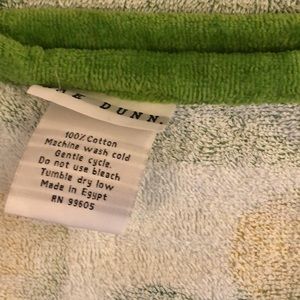 DUNN.
100% Cotton
Machine wash cold
Gentle cycle.
Do not use bleach
Tumble dry low
Made in Egypt
RN 99605